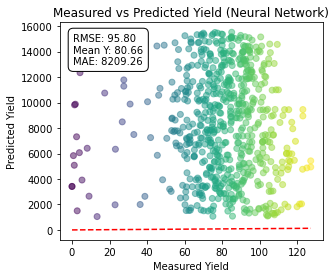 Measured vs Predicted Yield (Neural Network)
RMSE: 95.80
Mean Y: 80.66
MAE: 8209.26
Predicted Yield
16000
14000
12000
10000
8000
6000
4000
2000
0
0 20 40 60 80 100 120
Measured Yield